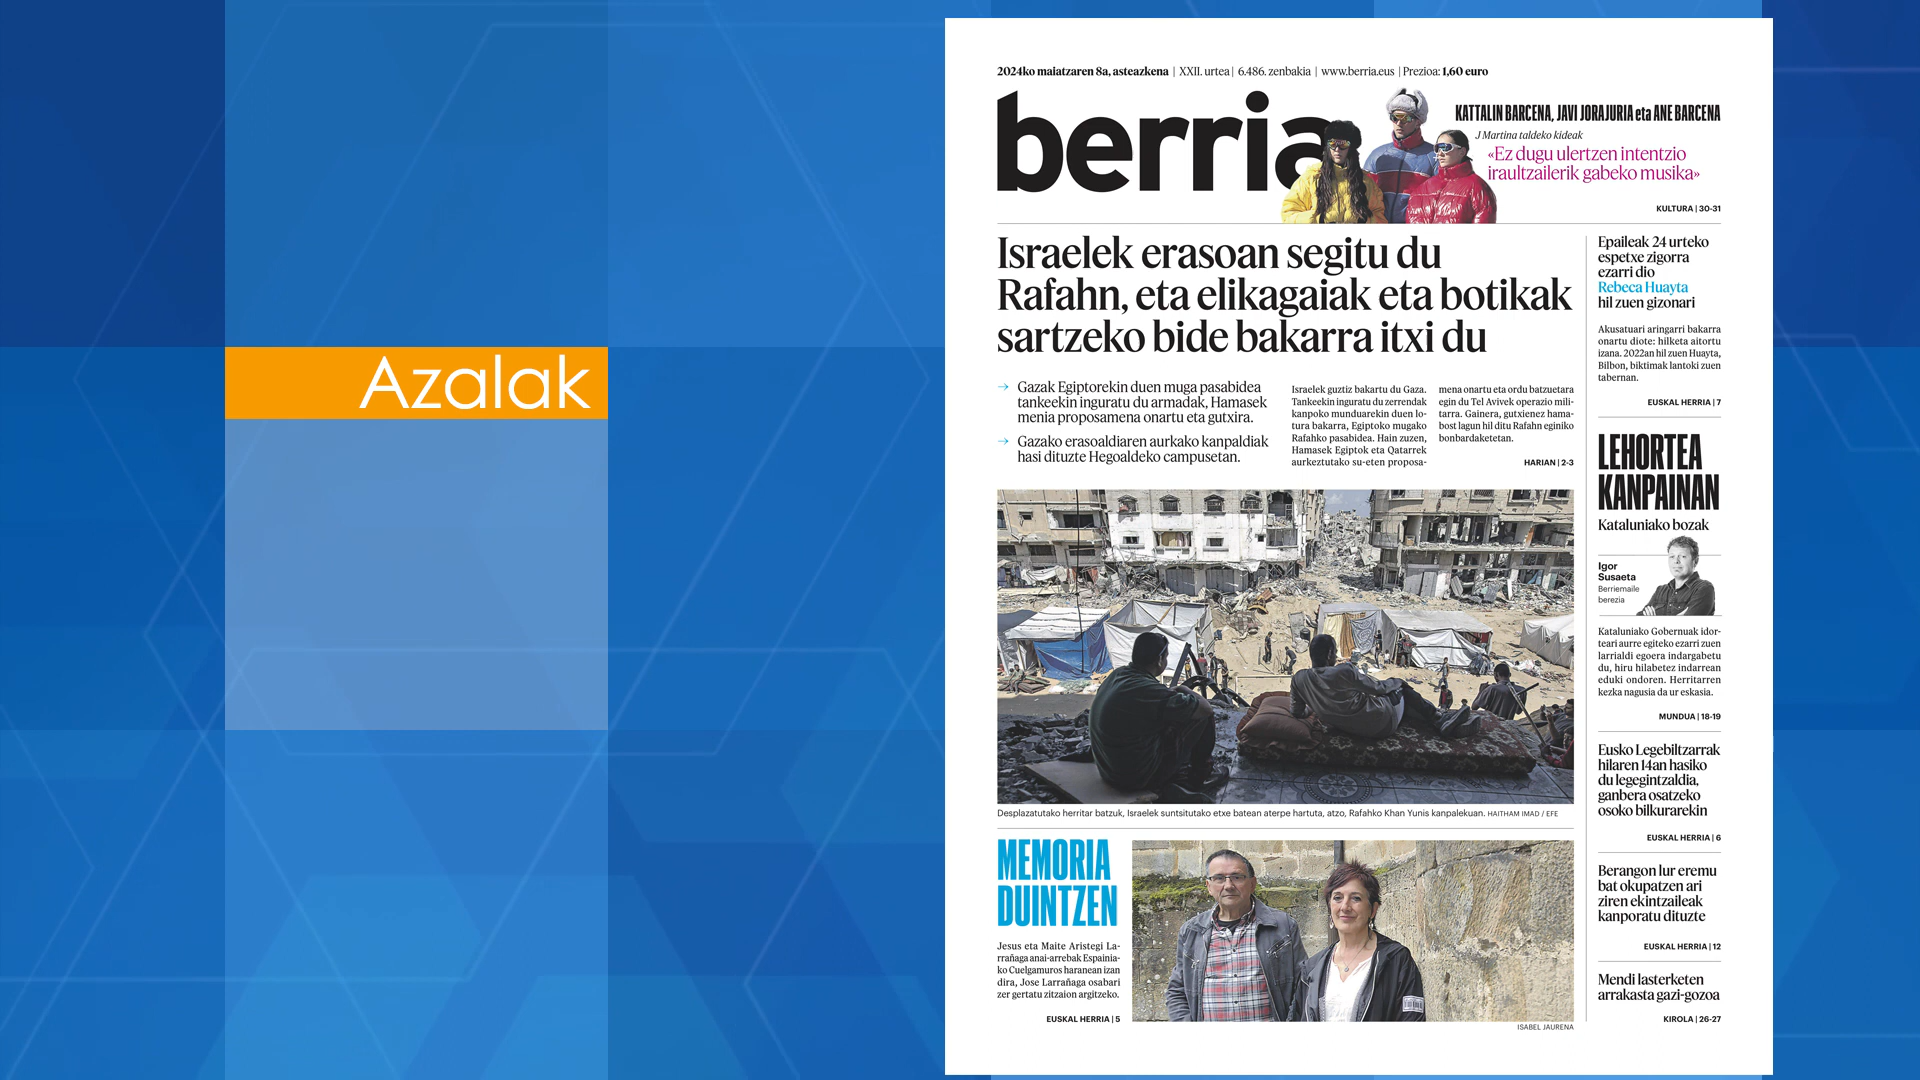 Azalak
2024ko maiatzaren 8a, asteazkena | XXII. urtea | 6.486. zenbakia | www.berria.eus | Prezioa: 1,60 euro
berria
KATTALIN BARCENA, JAVI JORAJURIA eta ANE BARCENA
J Martina taldeko kideak
«Ez dugu ulertzen intentzio
iraultzailerik gabeko musika»
KULTURA | 30-31
Israelek erasoan segitu du
Rafahn, eta elikagaiak eta botikak
sartzeko bide bakarra itxi du
→ Gazak Egiptorekin duen muga pasabidea
tankeekin inguratu du armadak, Hamasek
menia proposamena onartu eta gutxira.
→ Gazako erasoaldiaren aurkako kanpaldiak
hasi dituzte Hegoaldeko campusetan.
Israelek guztiz bakartu du Gaza.
Tankeekin inguratu du zerrendak
kanpoko munduarekin duen lo-
tura bakarra, Egiptoko mugako
Rafahko pasabidea. Hain zuzen,
Hamasek Egiptok eta Qatarrek
aurkeztutako su-eten proposa-
mena onartu eta ordu batzuetara
egin du Tel Avivek operazio mili-
tarra. Gainera, gutxienez hama-
bost lagun hil ditu Rafahn eginiko
bonbardaketetan.
HARIAN | 2-3
Desplazatutako herritar batzuk, Israelek suntsitutako etxe batean aterpe hartuta, atzo, Rafahko Khan Yunis kanpalekuan. HAITHAM IMAD / EFE
MEMORIA
DUINTZEN
Jesus eta Maite Aristegi La-
rrañaga anai-arrebak Espainia-
ko Cuelgamuros haranean izan
dira, Jose Larrañaga osabari
zer gertatu zitzaion argitzeko.
EUSKAL HERRIA | 5
ISABEL JAURENA
Epaileak 24 urteko
espetxe zigorra
ezarri dio
Rebeca Huayta
hil zuen gizonari
Akusatuari aringarri bakarra
onartu diote: hilketa aitortu
izana. 2022an hil zuen Huayta,
Bilbon, biktimak lantoki zuen
tabernan.
EUSKAL HERRIA | 7
LEHORTEA
KANPAINAN
Kataluniako bozak
Igor
Susaeta
Berriemaile
berezia
Kataluniako Gobernuak idor-
teari aurre egiteko ezarri zuen
larrialdi egoera indargabetu
du, hiru hilabetez indarrean
eduki ondoren. Herritarren
kezka nagusia da ur eskasia.
MUNDUA | 18-19
Eusko Legebiltzarrak
hilaren 14an hasiko
du legegintzaldia,
ganbera osatzeko
osoko bilkurarekin
EUSKAL HERRIA | 6
Berangon lur eremu
bat okupatzen ari
ziren ekintzaileak
kanporatu dituzte
EUSKAL HERRIA | 12
Mendi lasterketen
arrakasta gazi-gozoa
KIROLA | 26-27